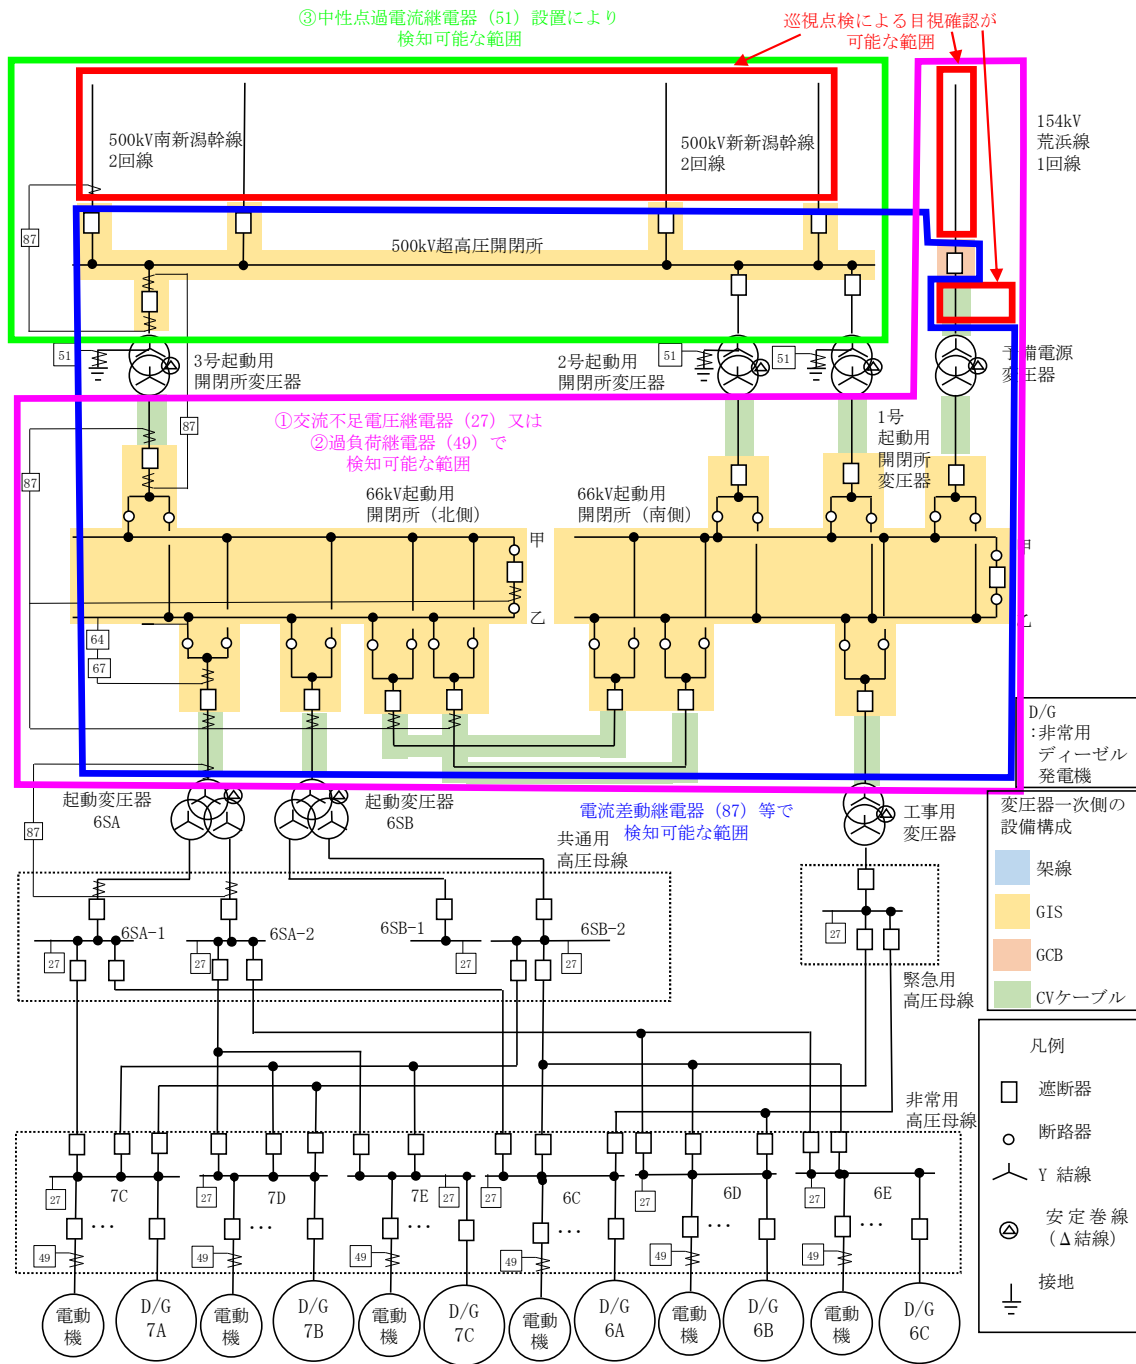 ③中性点過電流継電器（51）設置により
検知可能な範囲
巡視点検による目視確認が
可能な範囲
500kV南新潟幹線
2回線
500kV新新潟幹線
2回線
154kV
荒浜線
1回線
87
500kV超高圧開閉所
51
3号起動用
開閉所変圧器
2号起動用
開閉所変圧器
51
51
予備電源
変圧器
87
①交流不足電圧継電器（27）又は
②過負荷継電器（49）で
検知可能な範囲
1号
起動用
開閉所
変圧器
87
66kV起動用
開閉所（北側）
66kV起動用
開閉所（南側）
甲
甲
乙
乙
64
67
D/G
：非常用
ディーゼル
発電機
起動変圧器
6SA
起動変圧器
6SB
電流差動継電器（87）等で
検知可能な範囲
工事用
変圧器
87
共通用
高圧母線
変圧器一次側の
設備構成
架線
GIS
GCB
CVケーブル
6SA-1
6SA-2
6SB-1
6SB-2
27
27
27
27
27
緊急用
高圧母線
凡例
遮断器
断路器
Y 結線
安定巻線
（Δ結線）
接地
非常用
高圧母線
7C
7D
7E
6C
6D
6E
27
27
27
27
27
27
…
…
…
…
…
…
49
49
49
49
49
49
電動
機
D/G
7A
電動
機
D/G
7B
電動
機
D/G
7C
電動
機
D/G
6A
電動
機
D/G
6B
電動
機
D/G
6C